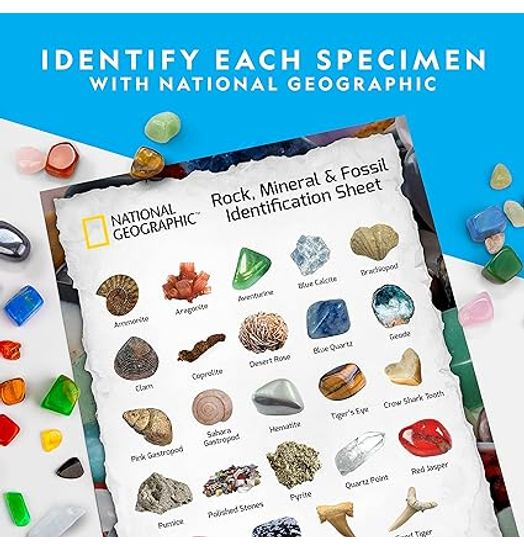 IDENTIFY EACH SPECIMEN
WITH NATIONAL GEOGRAPHIC
NATIONAL
GEOGRAPHIC™
Rock, Mineral & Fossil
Identification Sheet
Ammonite
Aragonite
Aventurine
Blue Calcite
Brachiopod
Clam
Coprolite
Desert Rose
Blue Quartz
Geode
Pink Gastropod
Sahara
Gastropod
Hematite
Tiger's Eye
Crow Shark Tooth
Pumice
Polished Stones
Pyrite
Quartz Point
Red Jasper
Tiger